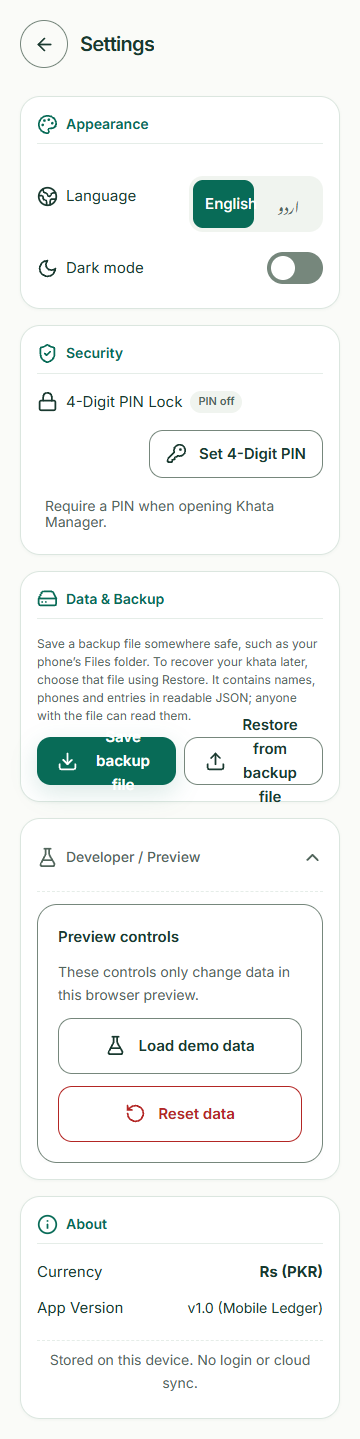 Settings
Appearance
Language
English
اردو
Dark mode
Security
4-Digit PIN Lock
PIN off
Set 4-Digit PIN
Require a PIN when opening Khata
Manager.
Data & Backup
Save a backup file somewhere safe, such as your
phone's Files folder. To recover your khata later,
choose that file using Restore. It contains names,
phones and entries in readable JSON; anyone
with the file can read them.
Save
backup
file
Restore
from
backup
file
Developer / Preview
Preview controls
These controls only change data in
this browser preview.
Load demo data
Reset data
About
Currency
Rs (PKR)
App Version
v1.0 (Mobile Ledger)
Stored on this device. No login or cloud
sync.